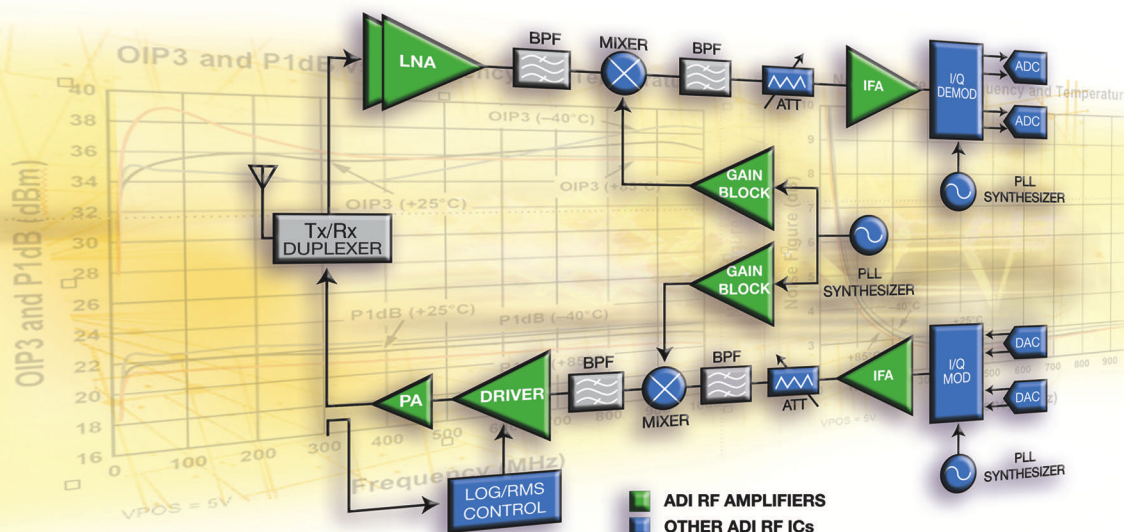 OIP3 and P1dB
LNA
BPF
MiXER
BPF
ATT
IFA
I/Q
DEMOD
ADC
ADC
PLL
SYNTHESIZER
OIP3 (–40°C)
OIP3 (+85°C)
OIP3 (+25°C)
GAIN
BLOCK
GAIN
BLOCK
PLL
SYNTHESIZER
Tx/Rx
DUPLEXER
OIP3 and P1dB (dBm)
40
38
36
34
32
30
28
26
24
22
20
18
16
P1dB (+25°C)
P1dB (–40°C)
PA
DRIVER
BPF
MiXER
BPF
ATT
IFA
I/Q
MOD
DAC
DAC
PLL
SYNTHESIZER
LOG/RMS
CONTROL
0
100
200
300
400
500
Frequency (MHz)
VPOS = 5V
VPOS = 5V
ADI RF AMPLIFIERS
OTHER ADI RF ICs